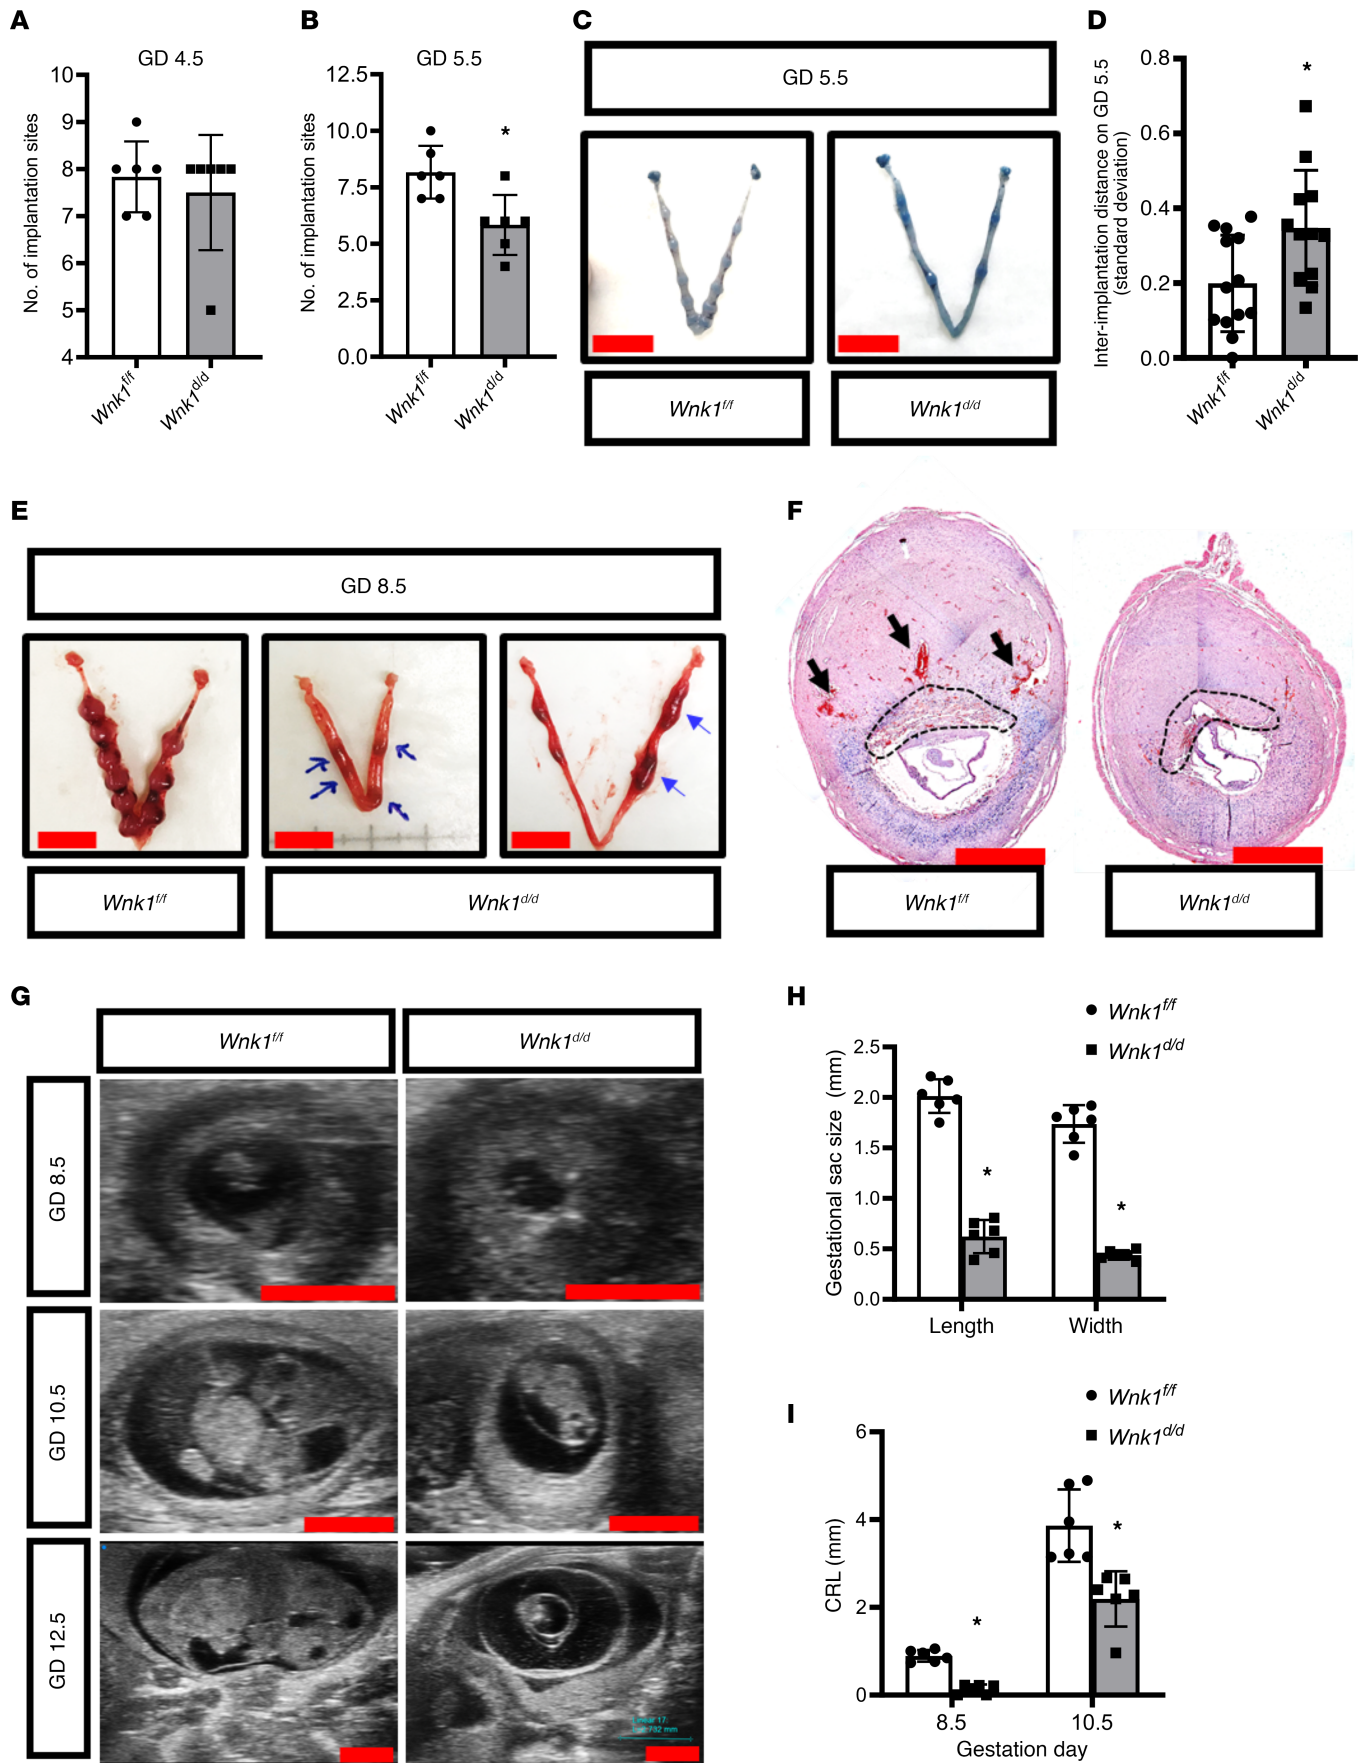 A
GD 4.5
No. of implantation sites
10
9
8
7
6
5
4
Wnk1f/f
Wnk1d/d
B
GD 5.5
No. of implantation sites
12.5
10.0
7.5
5.0
2.5
0.0
*
Wnk1f/f
Wnk1d/d
C
GD 5.5
Wnk1f/f
Wnk1d/d
D
Inter-implantation distance on GD 5.5
(standard deviation)
0.8
0.6
0.4
0.2
0.0
*
Wnk1f/f
Wnk1d/d
E
GD 8.5
Wnk1f/f
Wnk1d/d
F
Wnk1f/f
Wnk1d/d
G
Wnk1f/f
Wnk1d/d
GD 8.5
GD 10.5
GD 12.5
H
Wnk1f/f
Wnk1d/d
Gestational sac size (mm)
2.5
2.0
1.5
1.0
0.5
0.0
*
*
Length
Width
I
Wnk1f/f
Wnk1d/d
CRL (mm)
6
4
2
0
*
*
8.5
10.5
Gestation day